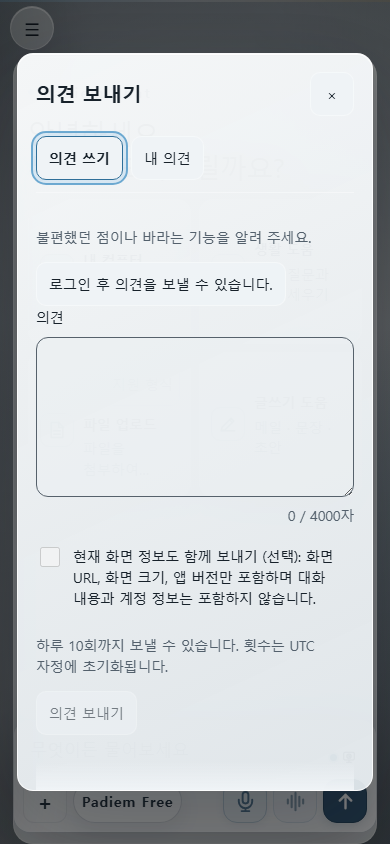 ☰
의견 보내기
×
의견 쓰기
내 의견
불편했던 점이나 바라는 기능을 알려 주세요.
로그인 후 의견을 보낼 수 있습니다.
의견
0 / 4000자
현재 화면 정보도 함께 보내기 (선택): 화면
URL, 화면 크기, 앱 버전만 포함하며 대화
내용과 계정 정보는 포함하지 않습니다.
하루 10회까지 보낼 수 있습니다. 횟수는 UTC
자정에 초기화됩니다.
의견 보내기
+
Padiem Free